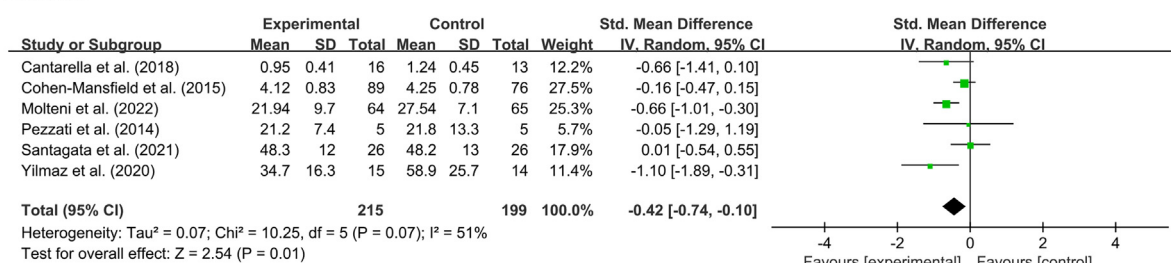 Experimental Control Std. Mean Difference Std. Mean Difference
Study or Subgroup Mean SD Total Mean SD Total Weight IV, Random, 95% CI IV, Random, 95% CI
Cantarella et al. (2018) 0.95 0.41 16 1.24 0.45 13 12.2% -0.66 [-1.41, 0.10]
Cohen-Mansfield et al. (2015) 4.12 0.83 89 4.25 0.78 76 27.5% -0.16 [-0.47, 0.15]
Molteni et al. (2022) 21.94 9.7 64 27.54 7.1 65 25.3% -0.66 [-1.01, -0.30]
Pezzati et al. (2014) 21.2 7.4 5 21.8 13.3 5 5.7% -0.05 [-1.29, 1.19]
Santagata et al. (2021) 48.3 12 26 48.2 13 26 17.9% 0.01 [-0.54, 0.55]
Yilmaz et al. (2020) 34.7 16.3 15 58.9 25.7 14 11.4% -1.10 [-1.89, -0.31]
Total (95% CI) 215 199 100.0% -0.42 [-0.74, -0.10]
Heterogeneity: Tau² = 0.07; Chi² = 10.25, df = 5 (P = 0.07); I² = 51%
Test for overall effect: Z = 2.54 (P = 0.01)
-4 -2 0 2 4
Favours [experimental] Favours [control]